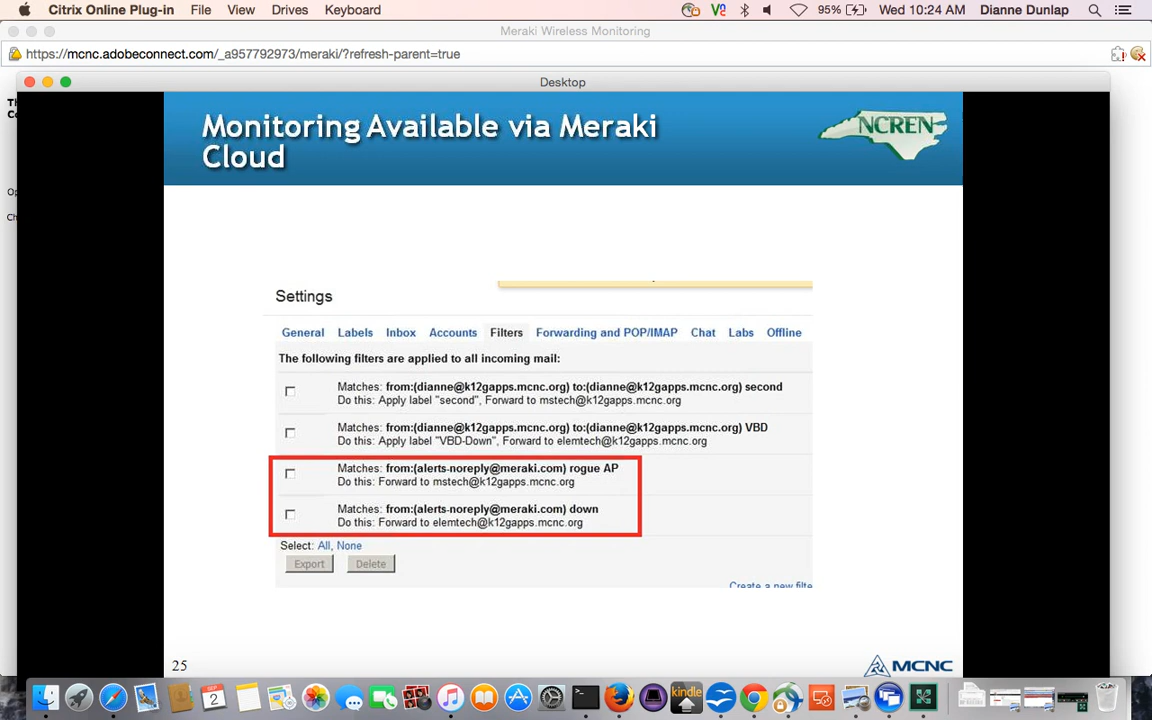 Citrix Online Plug-in File View Drives Keyboard V2 95% Wed 10:24 AM Dianne Dunlap
Meraki Wireless Monitoring
https://mcnc.adobeconnect.com/_a957792973/meraki/?refresh-parent=true
Desktop
Monitoring Available via Meraki
Cloud
NCREN
Settings
General Labels Inbox Accounts Filters Forwarding and POP/IMAP Chat Labs Offline
The following filters are applied to all incoming mail:
Matches: from:(dianne@k12gapps.mcnc.org) to:(dianne@k12gapps.mcnc.org) second
Do this: Apply label "second", Forward to mstech@k12gapps.mcnc.org
Matches: from:(dianne@k12gapps.mcnc.org) to:(dianne@k12gapps.mcnc.org) VBD
Do this: Apply label "VBD-Down", Forward to elemtech@k12gapps.mcnc.org
Matches: from:(alerts-noreply@meraki.com) rogue AP
Do this: Forward to mstech@k12gapps.mcnc.org
Matches: from:(alerts-noreply@meraki.com) down
Do this: Forward to elemtech@k12gapps.mcnc.org
Select: All, None
Export Delete
Create a new filte
25
MCNC
2
kindle